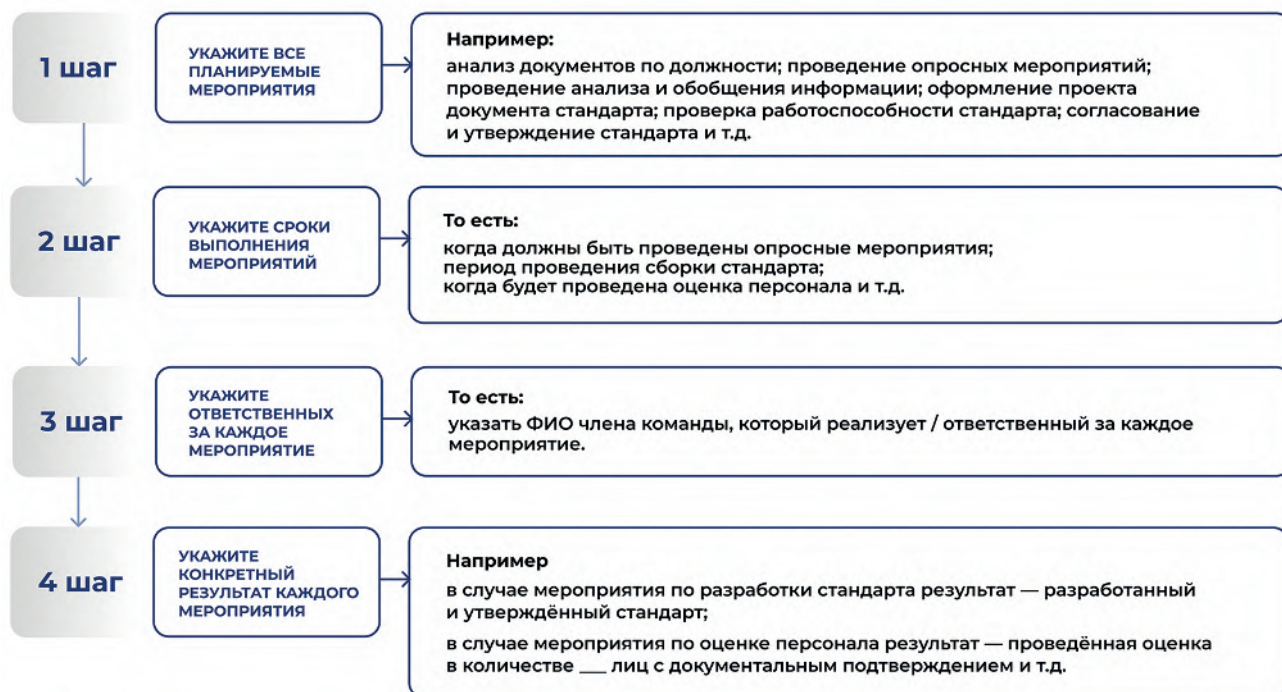 1 шаг
УКАЖИТЕ ВСЕ
ПЛАНИРУЕМЫЕ
МЕРОПРИЯТИЯ
Например:
анализ документов по должности; проведение опросных мероприятий;
проведение анализа и обобщения информации; оформление проекта
документа стандарта; проверка работоспособности стандарта; согласование
и утверждение стандарта и т.д.
2 шаг
УКАЖИТЕ СРОКИ
ВЫПОЛНЕНИЯ
МЕРОПРИЯТИЙ
То есть:
когда должны быть проведены опросные мероприятия;
период проведения сборки стандарта;
когда будет проведена оценка персонала и т.д.
3 шаг
УКАЖИТЕ
ОТВЕТСТВЕННЫХ
ЗА КАЖДОЕ
МЕРОПРИЯТИЕ
То есть:
указать ФИО члена команды, который реализует / ответственный за каждое
мероприятие.
4 шаг
УКАЖИТЕ
КОНКРЕТНЫЙ
РЕЗУЛЬТАТ КАЖДОГО
МЕРОПРИЯТИЯ
Например
в случае мероприятия по разработки стандарта результат — разработанный
и утверждённый стандарт;
в случае мероприятия по оценке персонала результат — проведённая оценка
в количестве ___ лиц с документальным подтверждением и т.д.